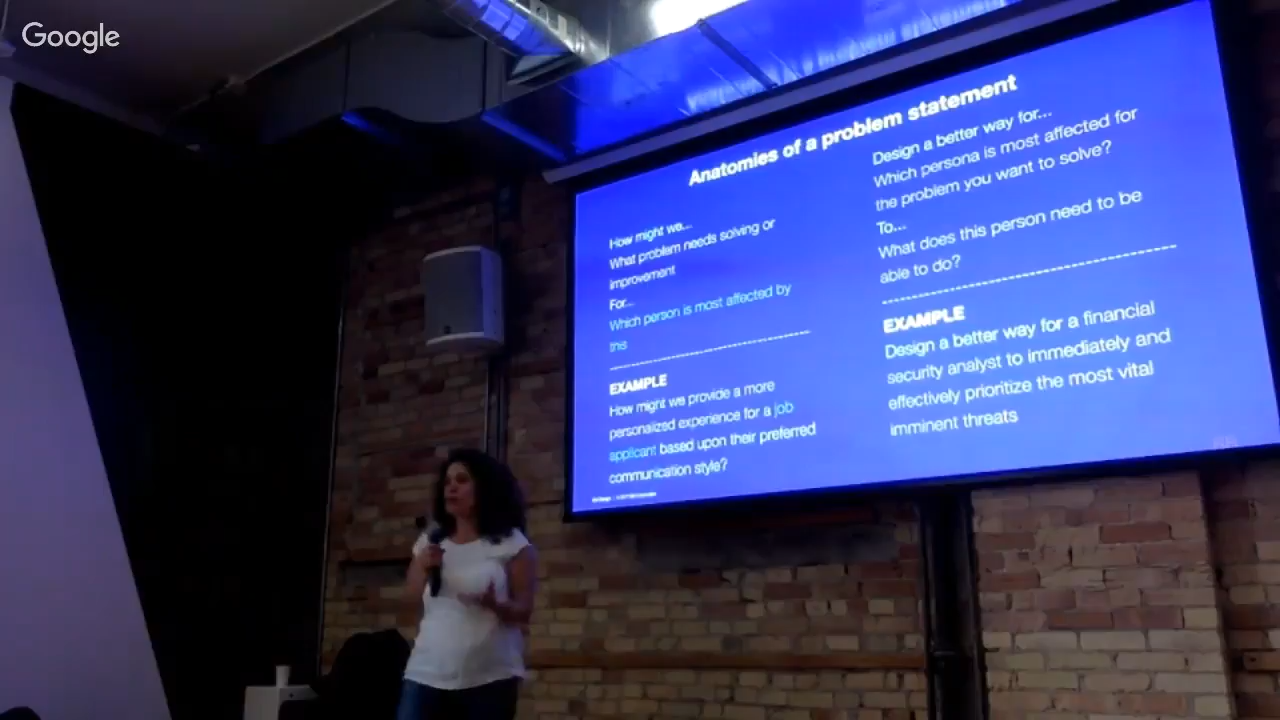 Google
Anatomies of a problem statement
How might we...
What problem needs solving or
improvement
For...
Which person is most affected by
this
EXAMPLE
How might we provide a more
personalized experience for a job
applicant based upon their preferred
communication style?
Design a better way for...
Which persona is most affected for
the problem you want to solve?
To...
What does this person need to be
able to do?
EXAMPLE
Design a better way for a financial
security analyst to immediately and
effectively prioritize the most vital
imminent threats